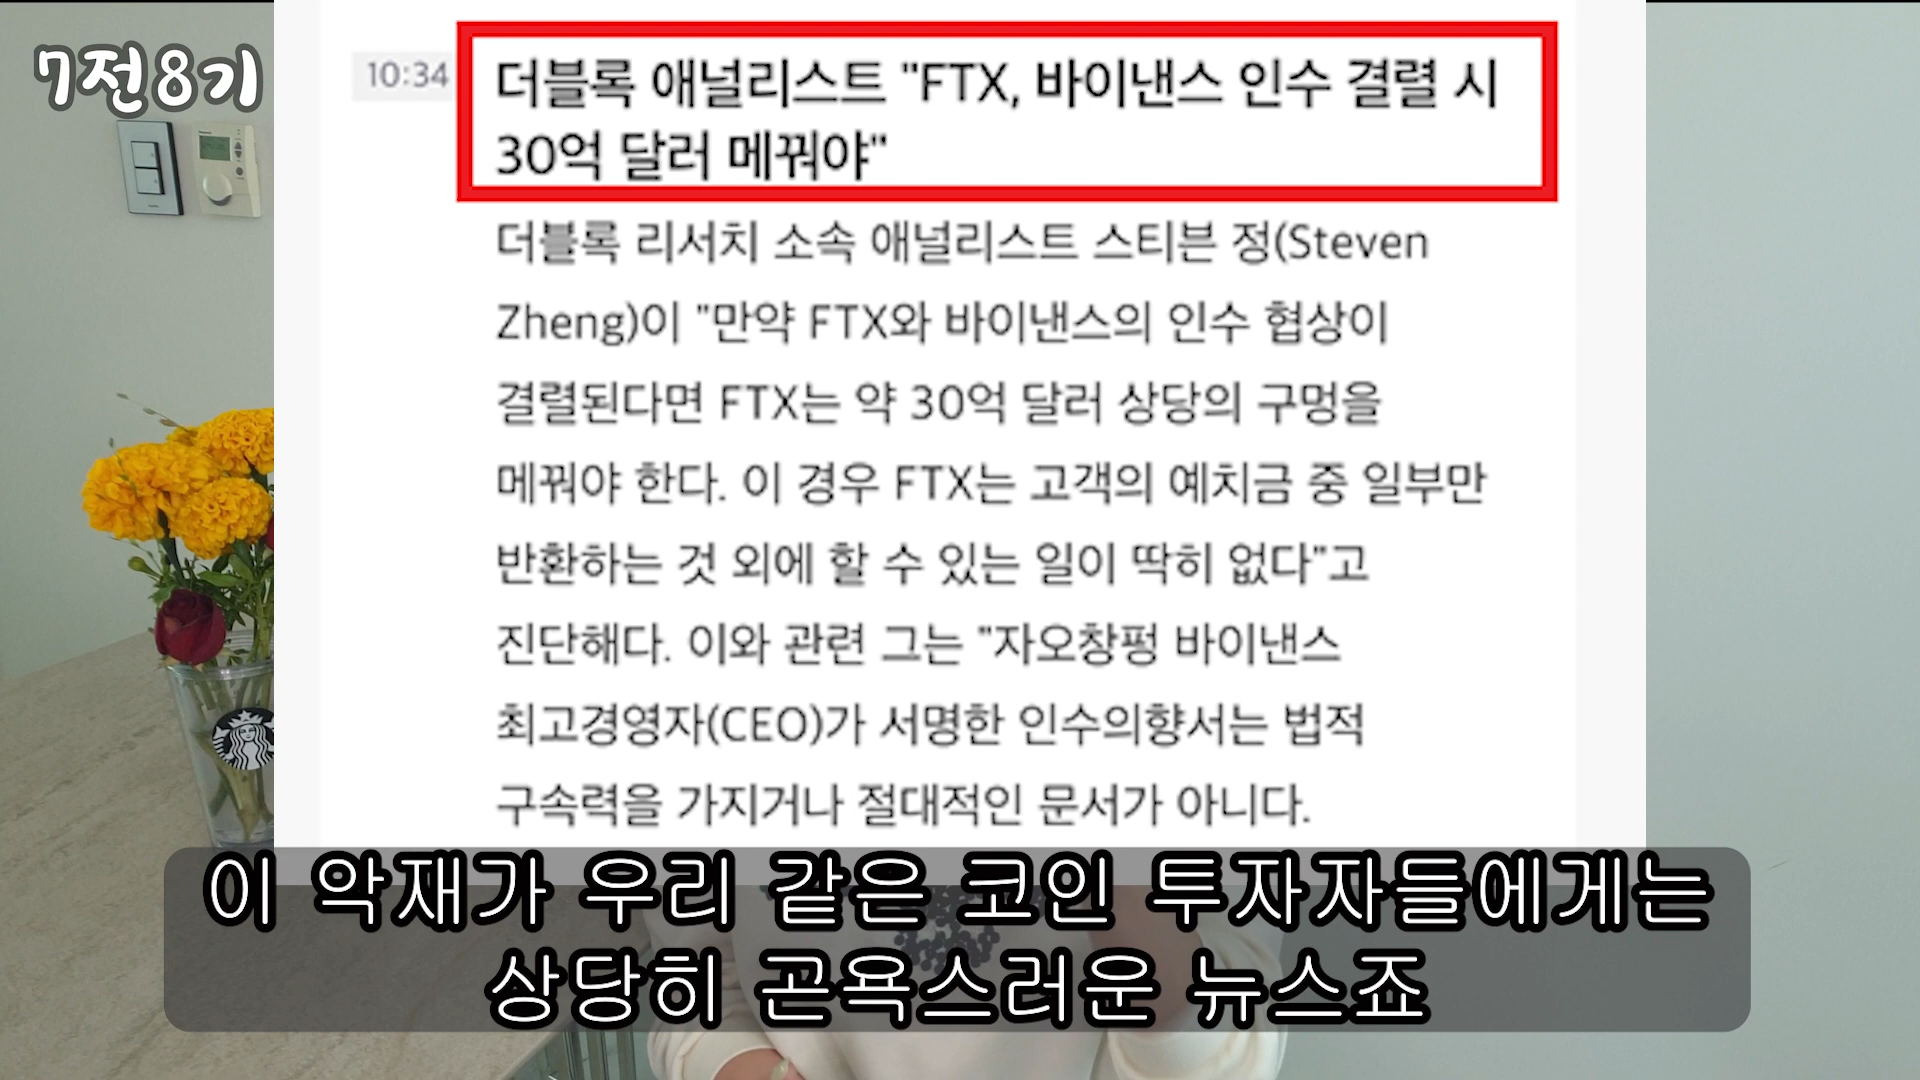 7전8기
10:34
더블록 애널리스트 "FTX, 바이낸스 인수 결렬 시
30억 달러 메꿔야"
더블록 리서치 소속 애널리스트 스티븐 정(Steven
Zheng)이 "만약 FTX와 바이낸스의 인수 협상이
결렬된다면 FTX는 약 30억 달러 상당의 구멍을
메꿔야 한다. 이 경우 FTX는 고객의 예치금 중 일부만
반환하는 것 외에 할 수 있는 일이 딱히 없다"고
진단해다. 이와 관련 그는 "자오창펑 바이낸스
최고경영자(CEO)가 서명한 인수의향서는 법적
구속력을 가지거나 절대적인 문서가 아니다.
이 악재가 우리 같은 코인 투자자들에게는
상당히 곤욕스러운 뉴스죠